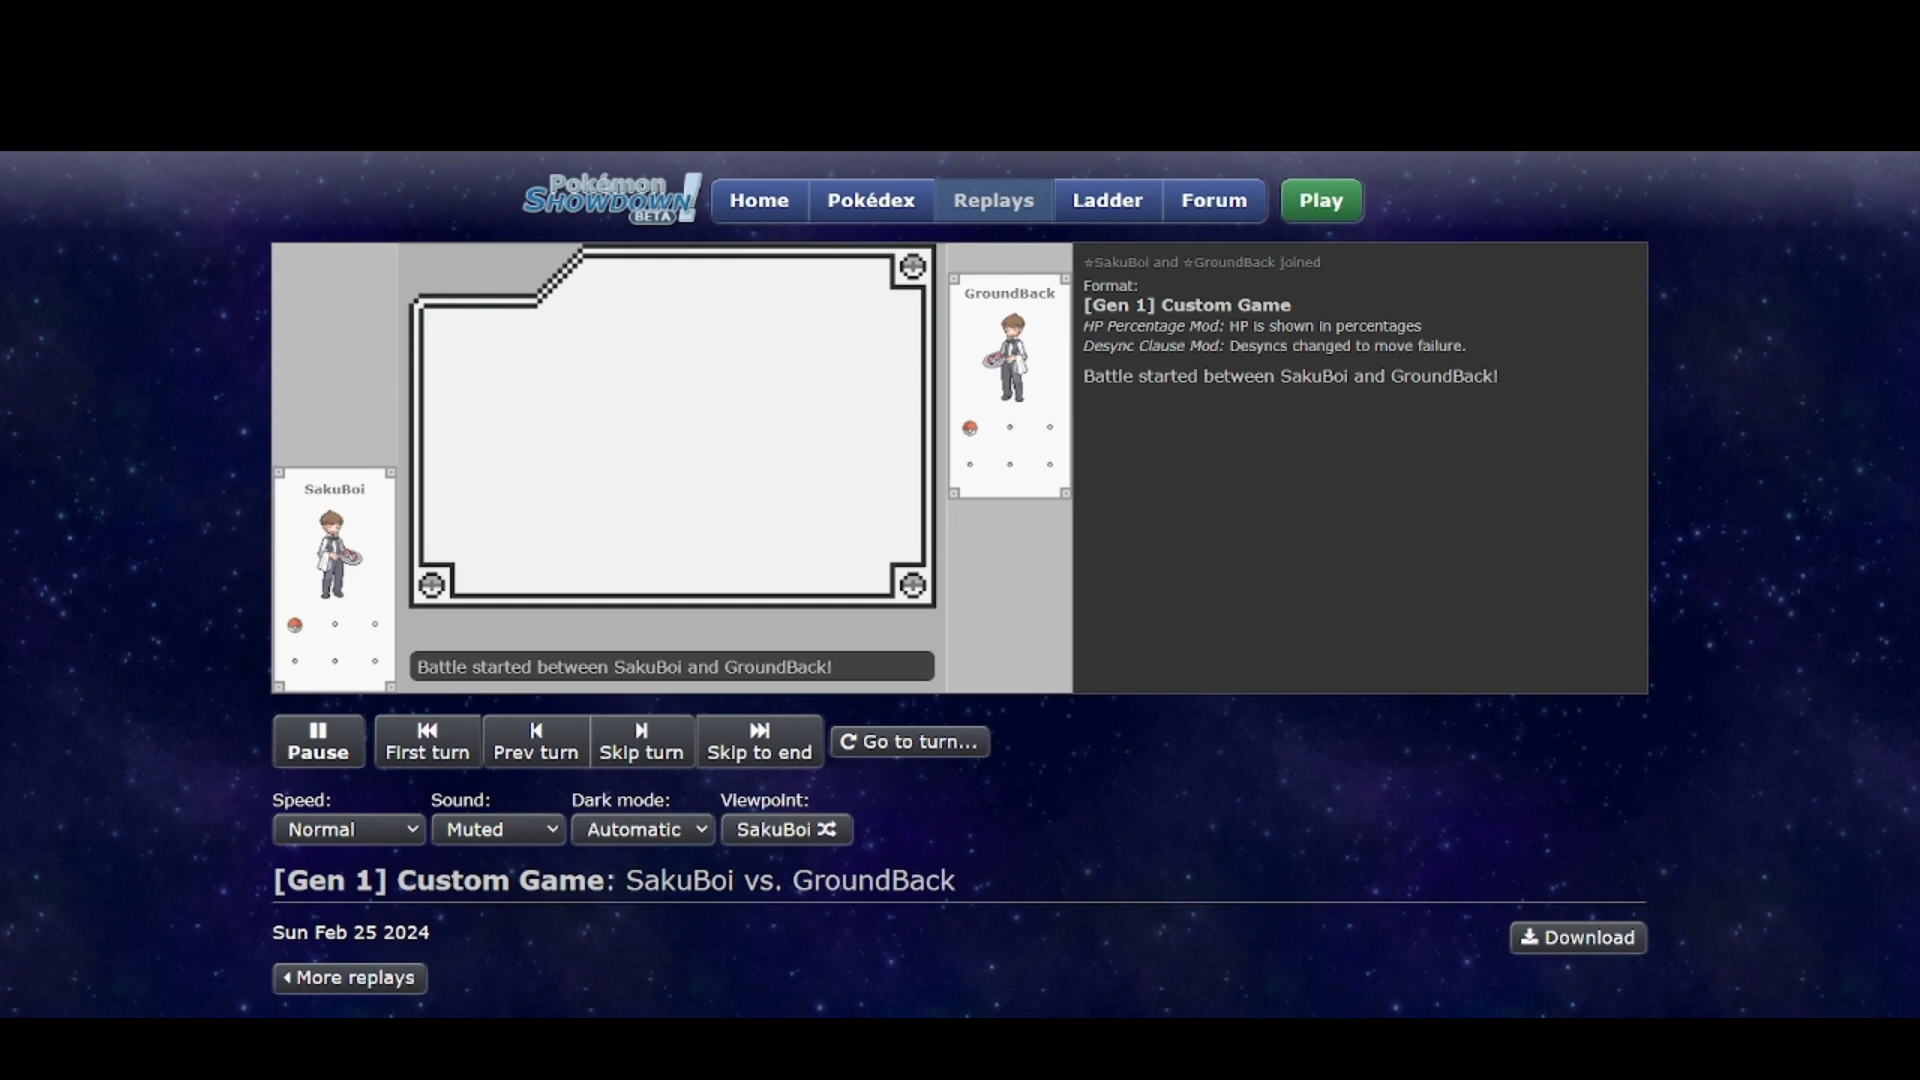 Pokémon
SHOWDOWN!
BETA
Home
Pokédex
Replays
Ladder
Forum
Play
SakuBoi
GroundBack
☆SakuBoi and ☆GroundBack joined
Format:
[Gen 1] Custom Game
HP Percentage Mod: HP is shown in percentages
Desync Clause Mod: Desyncs changed to move failure.
Battle started between SakuBoi and GroundBack!
Battle started between SakuBoi and GroundBack!
Pause
First turn
Prev turn
Skip turn
Skip to end
Go to turn...
Speed:
Sound:
Dark mode:
Viewpoint:
Normal
Muted
Automatic
SakuBoi
[Gen 1] Custom Game: SakuBoi vs. GroundBack
Sun Feb 25 2024
Download
More replays